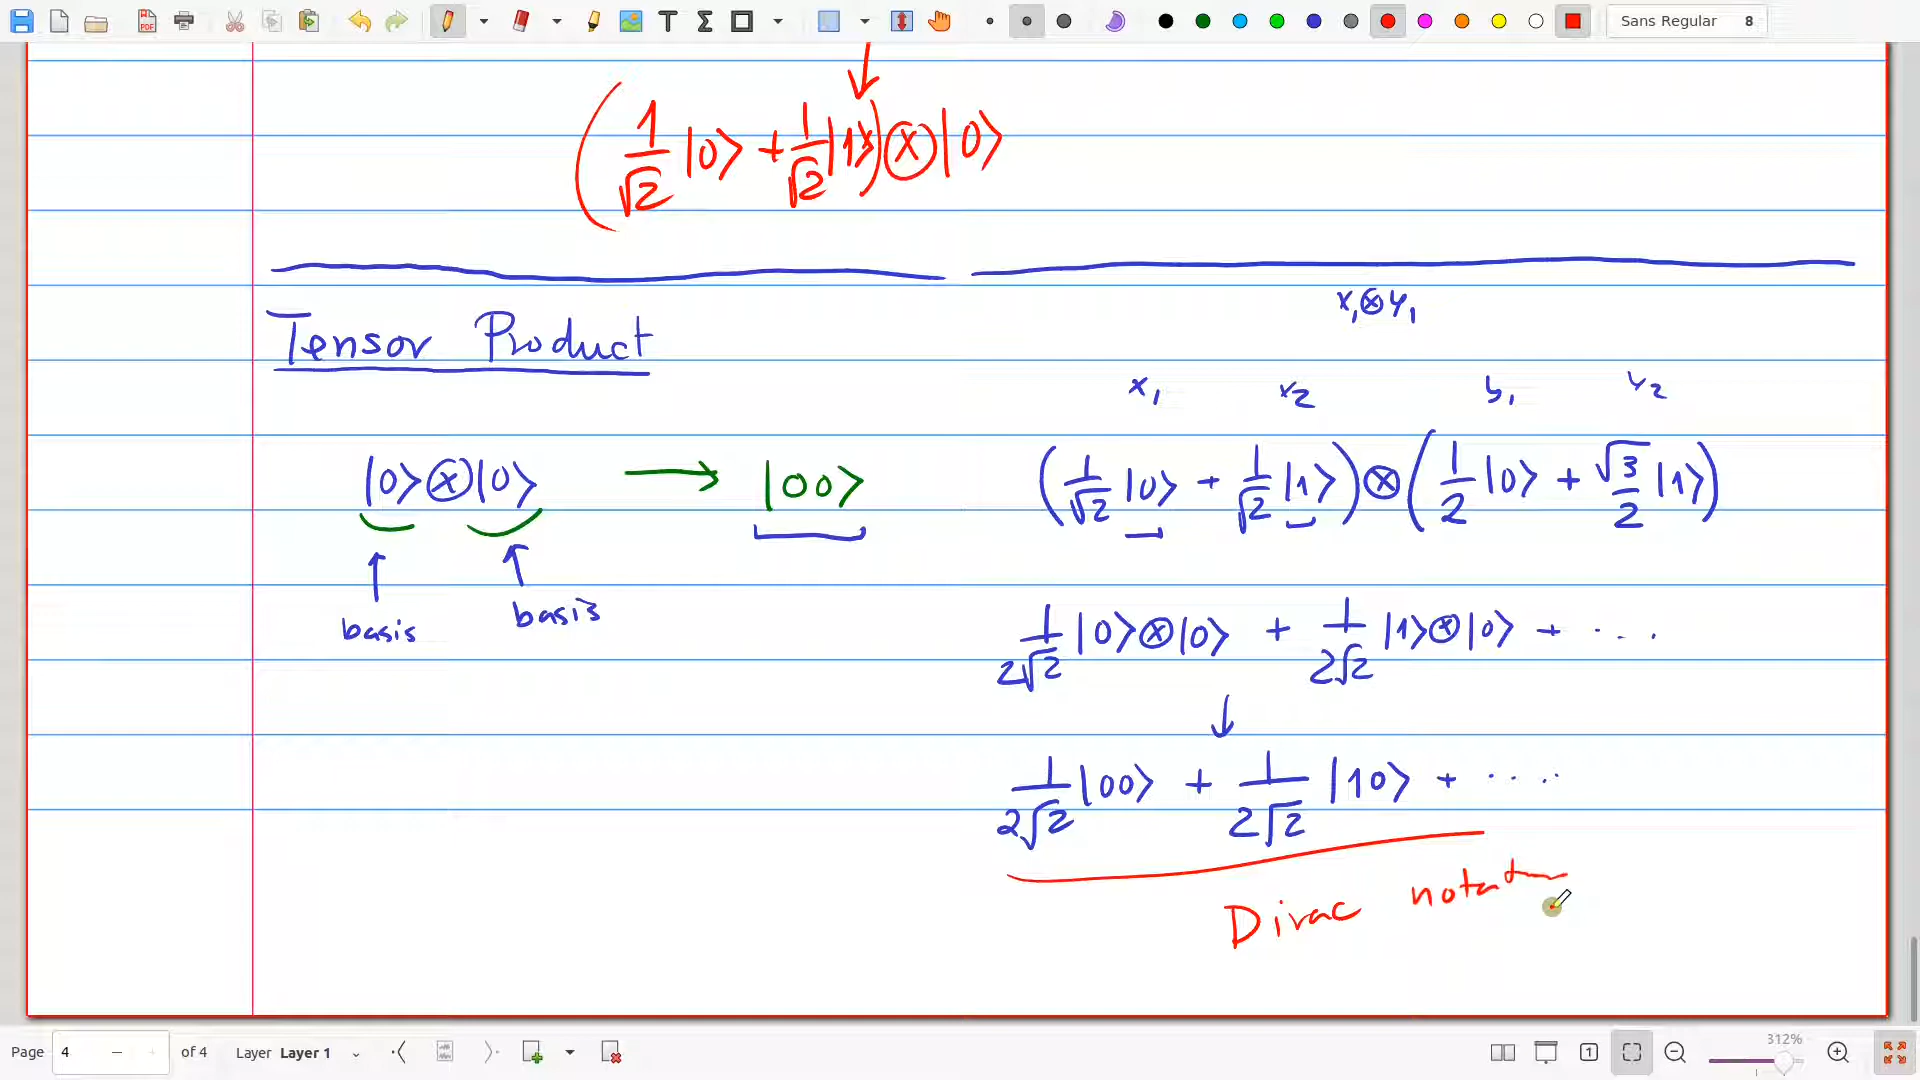 Sans Regular 8
(1/√2 |0⟩ + 1/√2 |1⟩) ⊗ |0⟩
x₁⊗y₁
Tensor Product
x₁ x₂ y₁ y₂
|0⟩⊗|0⟩ → |00⟩
(1/√2 |0⟩ + 1/√2 |1⟩) ⊗ (1/2 |0⟩ + √3/2 |1⟩)
basis basis
1/2√2 |0⟩⊗|0⟩ + 1/2√2 |1⟩⊗|0⟩ + ....
↓
1/2√2 |00⟩ + 1/2√2 |10⟩ + ....
Dirac
Page 4 of 4 Layer Layer 1 312%